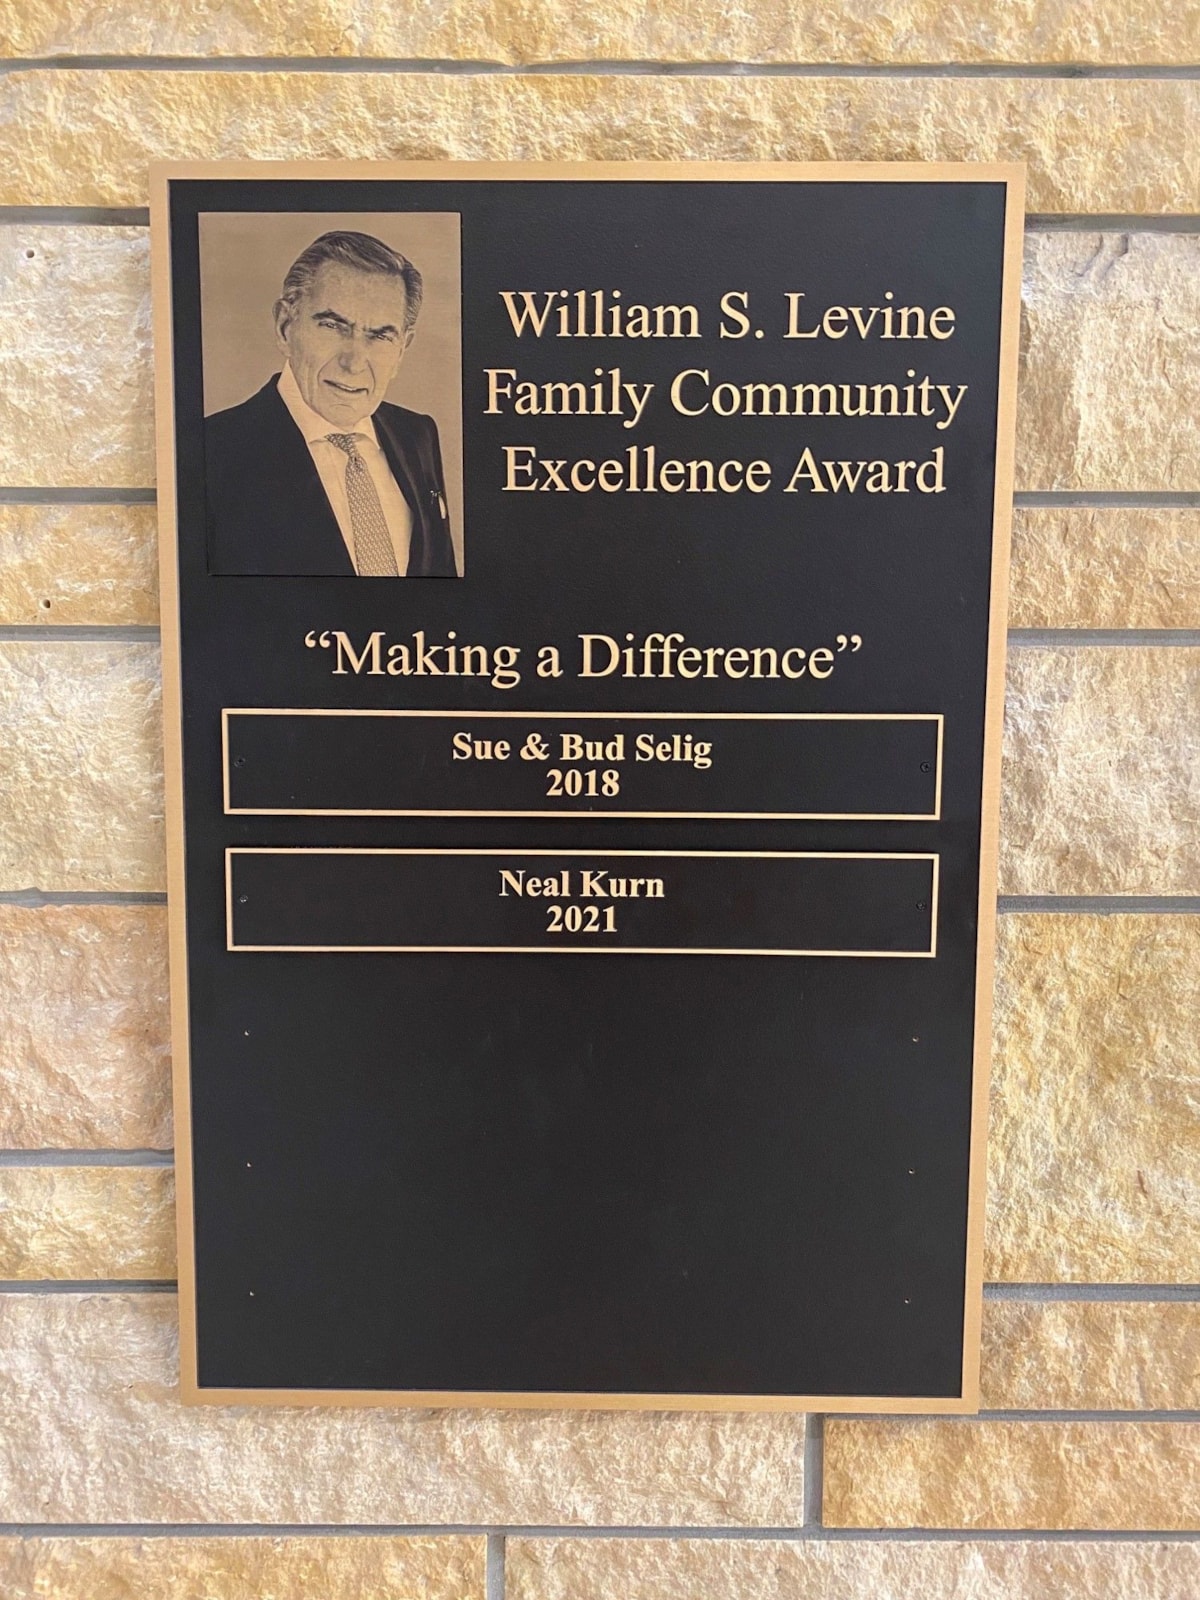 William S. Levine
Family Community
Excellence Award
“Making a Difference”
Sue & Bud Selig
2018
Neal Kurn
2021